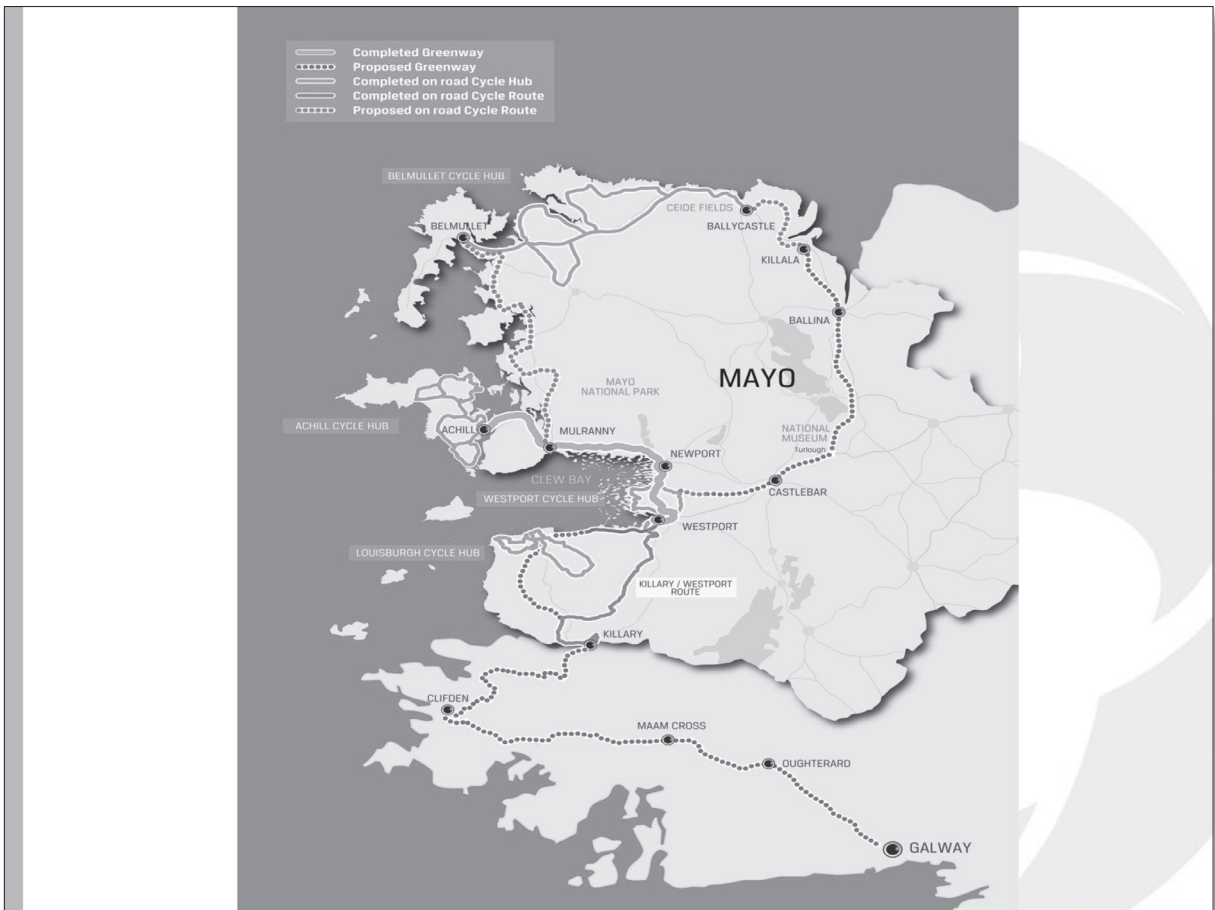 Completed Greenway
Proposed Greenway
Completed on road Cycle Hub
Completed on road Cycle Route
Proposed on road Cycle Route
BELMULLET CYCLE HUB
BELMULLET
CEIDE FIELDS
BALLYCASTLE
KILLALA
BALLINA
MAYO
MAYO
NATIONAL PARK
ACHILL CYCLE HUB
ACHILL
MULRANNY
NATIONAL
MUSEUM
Turlough
NEWPORT
CLEW BAY
CASTLEBAR
WESTPORT CYCLE HUB
WESTPORT
LOUISBURGH CYCLE HUB
KILLARY / WESTPORT
ROUTE
KILLARY
CLIFDEN
MAAM CROSS
OUGHTERARD
GALWAY